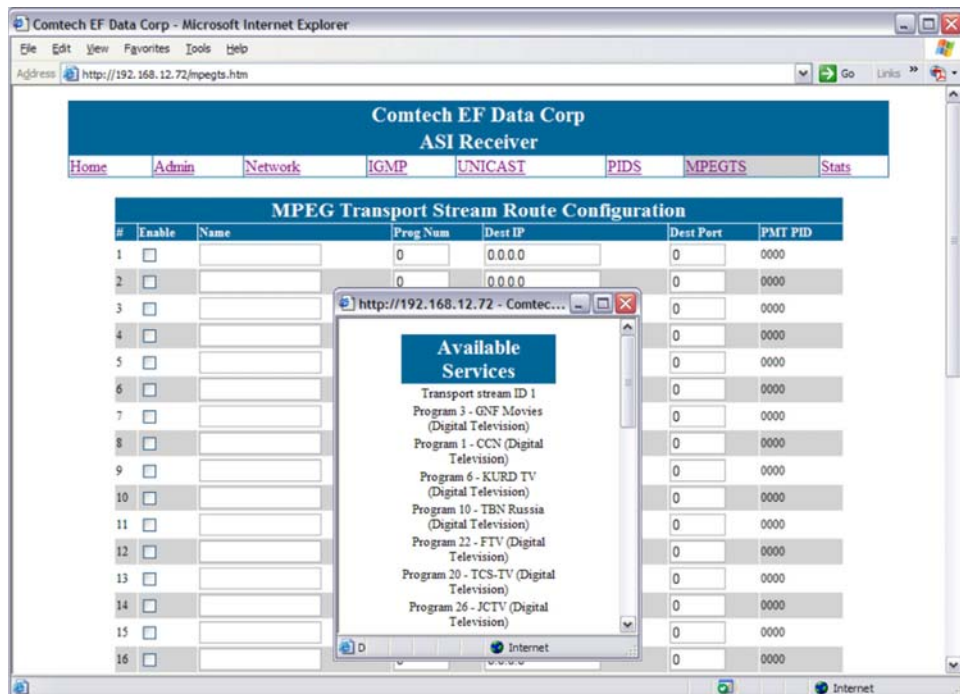 Comtech EF Data Corp - Microsoft Internet Explorer
File Edit View Favorites Tools Help
Address http://192.168.12.72/mpegts.htm Go Links »
Comtech EF Data Corp
ASI Receiver
Home Admin Network IGMP UNICAST PIDS MPEGTS Stats
MPEG Transport Stream Route Configuration
# Enable Name Prog Num Dest IP Dest Port PMT PID
1 0 0.0.0.0 0 0000
2 0 0.0.0.0 0 0000
3 0 0000
4 0 0000
5 0 0000
6 0 0000
7 0 0000
8 0 0000
9 0 0000
10 0 0000
11 0 0000
12 0 0000
13 0 0000
14 0 0000
15 0 0000
16 0 0.0.0.0 0 0000
http://192.168.12.72 - Comtec...
Available
Services
Transport stream ID 1
Program 3 - GNF Movies
(Digital Television)
Program 1 - CCN (Digital
Television)
Program 6 - KURD TV
(Digital Television)
Program 10 - TBN Russia
(Digital Television)
Program 22 - FTV (Digital
Television)
Program 20 - TCS-TV (Digital
Television)
Program 26 - JCTV (Digital
Television)
D Internet
Internet